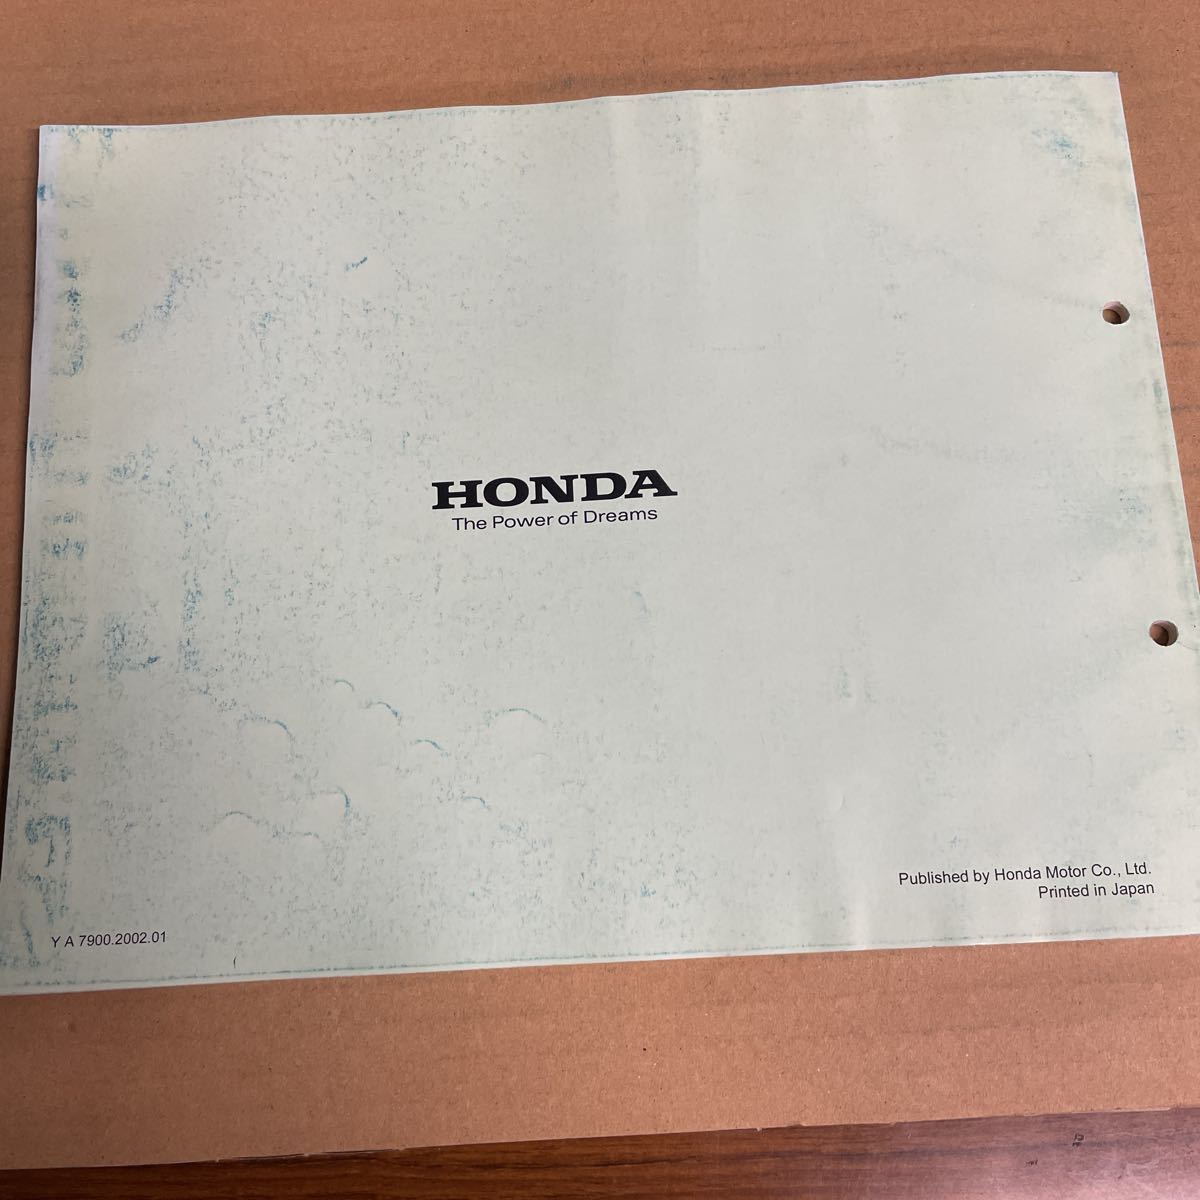 HONDA
The Power of Dreams
Published by Honda Motor Co., Ltd.
Printed in Japan
Y A 7900.2002.01